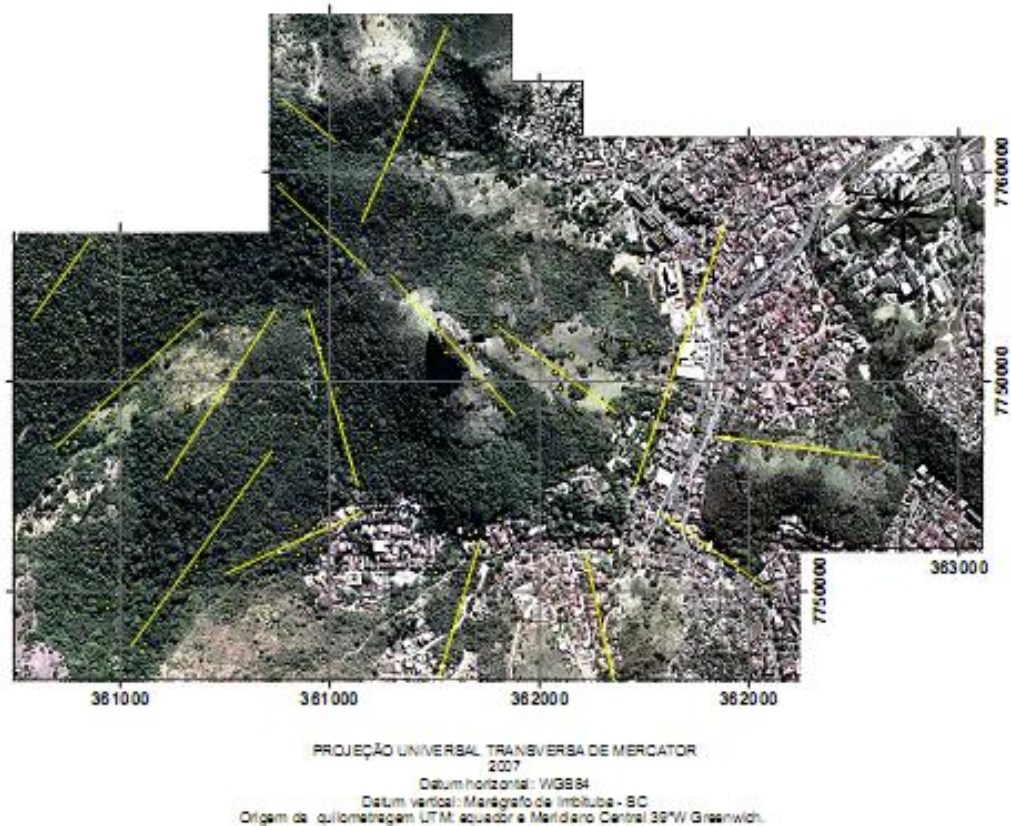 7760000
7750000
7750000
363000
361000 361000 362000 362000
PROJEÇÃO UNIVERSAL TRANSVERSA DE MERCATOR
2007
Datum horizontal: WGS84
Datum vertical: Marégrafo de Imbituba - SC
Origem da quilometragem UTM: equador e Meridiano Central 39°W Greenwich.